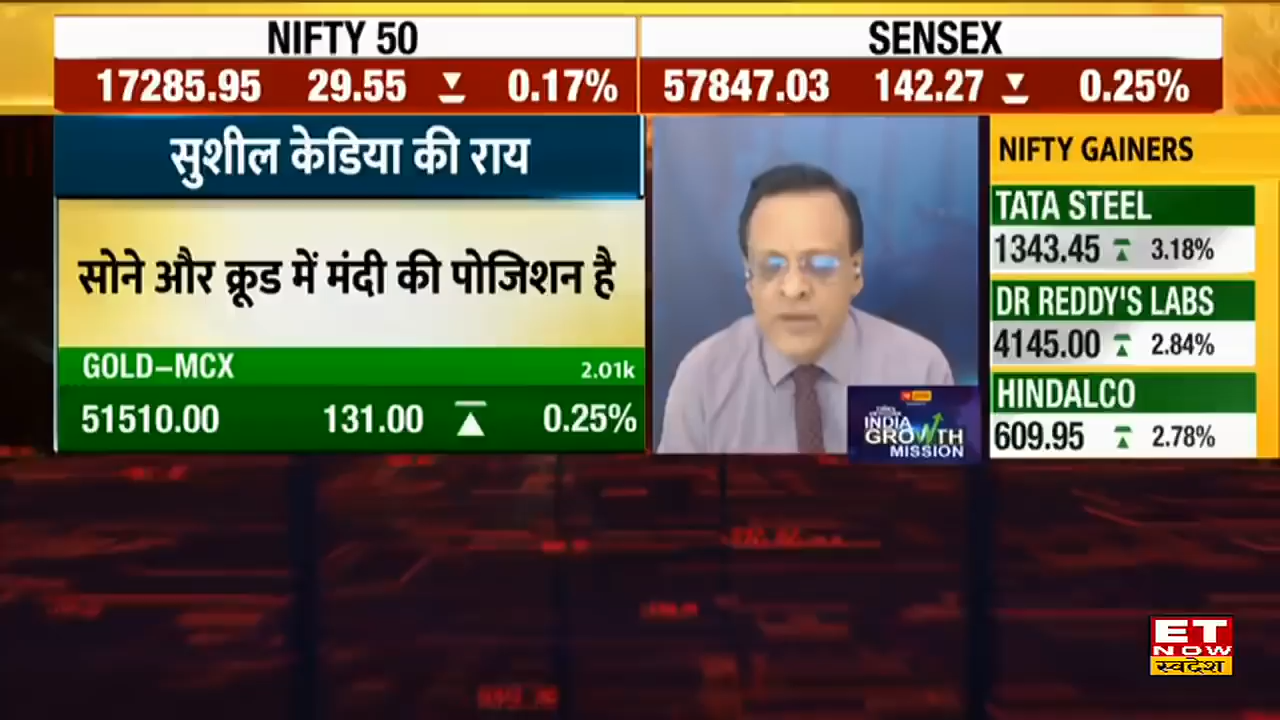 NIFTY 50
17285.95 29.55 0.17%
SENSEX
57847.03 142.27 0.25%
सुशील केडिया की राय
सोने और क्रूड में मंदी की पोजिशन है
GOLD-MCX 2.01k
51510.00 131.00 0.25%
INDIA
GROWTH
MISSION
NIFTY GAINERS
TATA STEEL
1343.45 3.18%
DR REDDY'S LABS
4145.00 2.84%
HINDALCO
609.95 2.78%
ET
NOW
स्वदेश